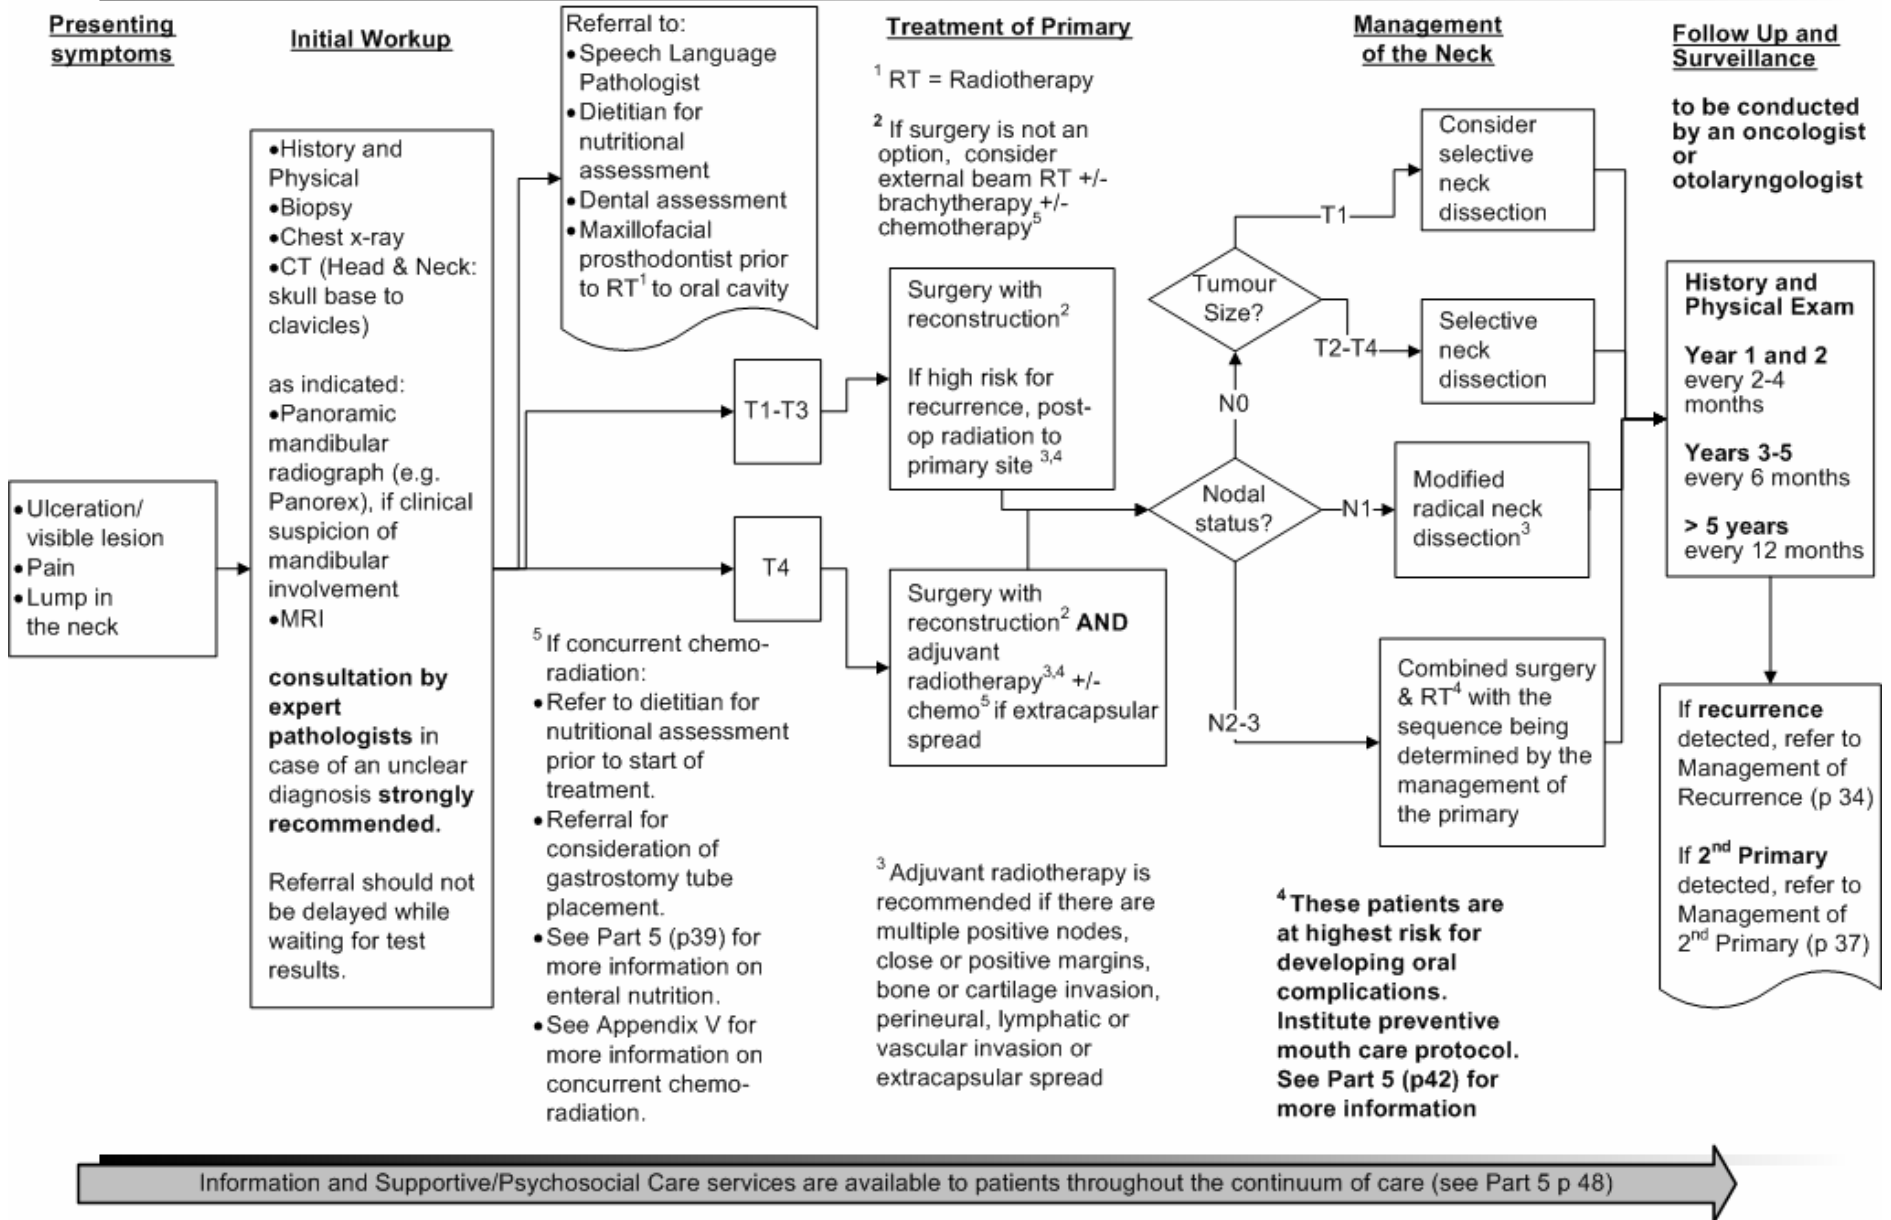 Presenting
symptoms
•Ulceration/
visible lesion
•Pain
•Lump in
the neck
Initial Workup
•History and
Physical
•Biopsy
•Chest x-ray
•CT (Head & Neck:
skull base to
clavicles)
as indicated:
•Panoramic
mandibular
radiograph (e.g.
Panorex), if clinical
suspicion of
mandibular
involvement
•MRI
consultation by
expert
pathologists in
case of an unclear
diagnosis strongly
recommended.
Referral should not
be delayed while
waiting for test
results.
Referral to:
•Speech Language
Pathologist
•Dietitian for
nutritional
assessment
•Dental assessment
•Maxillofacial
prosthodontist prior
to RT¹ to oral cavity
T1-T3
T4
⁵ If concurrent chemo-
radiation:
•Refer to dietitian for
nutritional assessment
prior to start of
treatment.
•Referral for
consideration of
gastrostomy tube
placement.
•See Part 5 (p39) for
more information on
enteral nutrition.
•See Appendix V for
more information on
concurrent chemo-
radiation.
Treatment of Primary
¹ RT = Radiotherapy
² If surgery is not an
option, consider
external beam RT +/-
brachytherapy +/-
chemotherapy⁵
Surgery with
reconstruction²
If high risk for
recurrence, post-
op radiation to
primary site ³,⁴
Surgery with
reconstruction² AND
adjuvant
radiotherapy³,⁴ +/-
chemo⁵ if extracapsular
spread
³ Adjuvant radiotherapy is
recommended if there are
multiple positive nodes,
close or positive margins,
bone or cartilage invasion,
perineural, lymphatic or
vascular invasion or
extracapsular spread
Management
of the Neck
Tumour
Size?
T1
T2-T4
N0
Nodal
status?
N1
N2-3
Consider
selective
neck
dissection
Selective
neck
dissection
Modified
radical neck
dissection³
Combined surgery
& RT⁴ with the
sequence being
determined by the
management of
the primary
⁴ These patients are
at highest risk for
developing oral
complications.
Institute preventive
mouth care protocol.
See Part 5 (p42) for
more information
Follow Up and
Surveillance
to be conducted
by an oncologist
or
otolaryngologist
History and
Physical Exam
Year 1 and 2
every 2-4
months
Years 3-5
every 6 months
> 5 years
every 12 months
If recurrence
detected, refer to
Management of
Recurrence (p 34)
If 2nd Primary
detected, refer to
Management of
2nd Primary (p 37)
Information and Supportive/Psychosocial Care services are available to patients throughout the continuum of care (see Part 5 p 48)